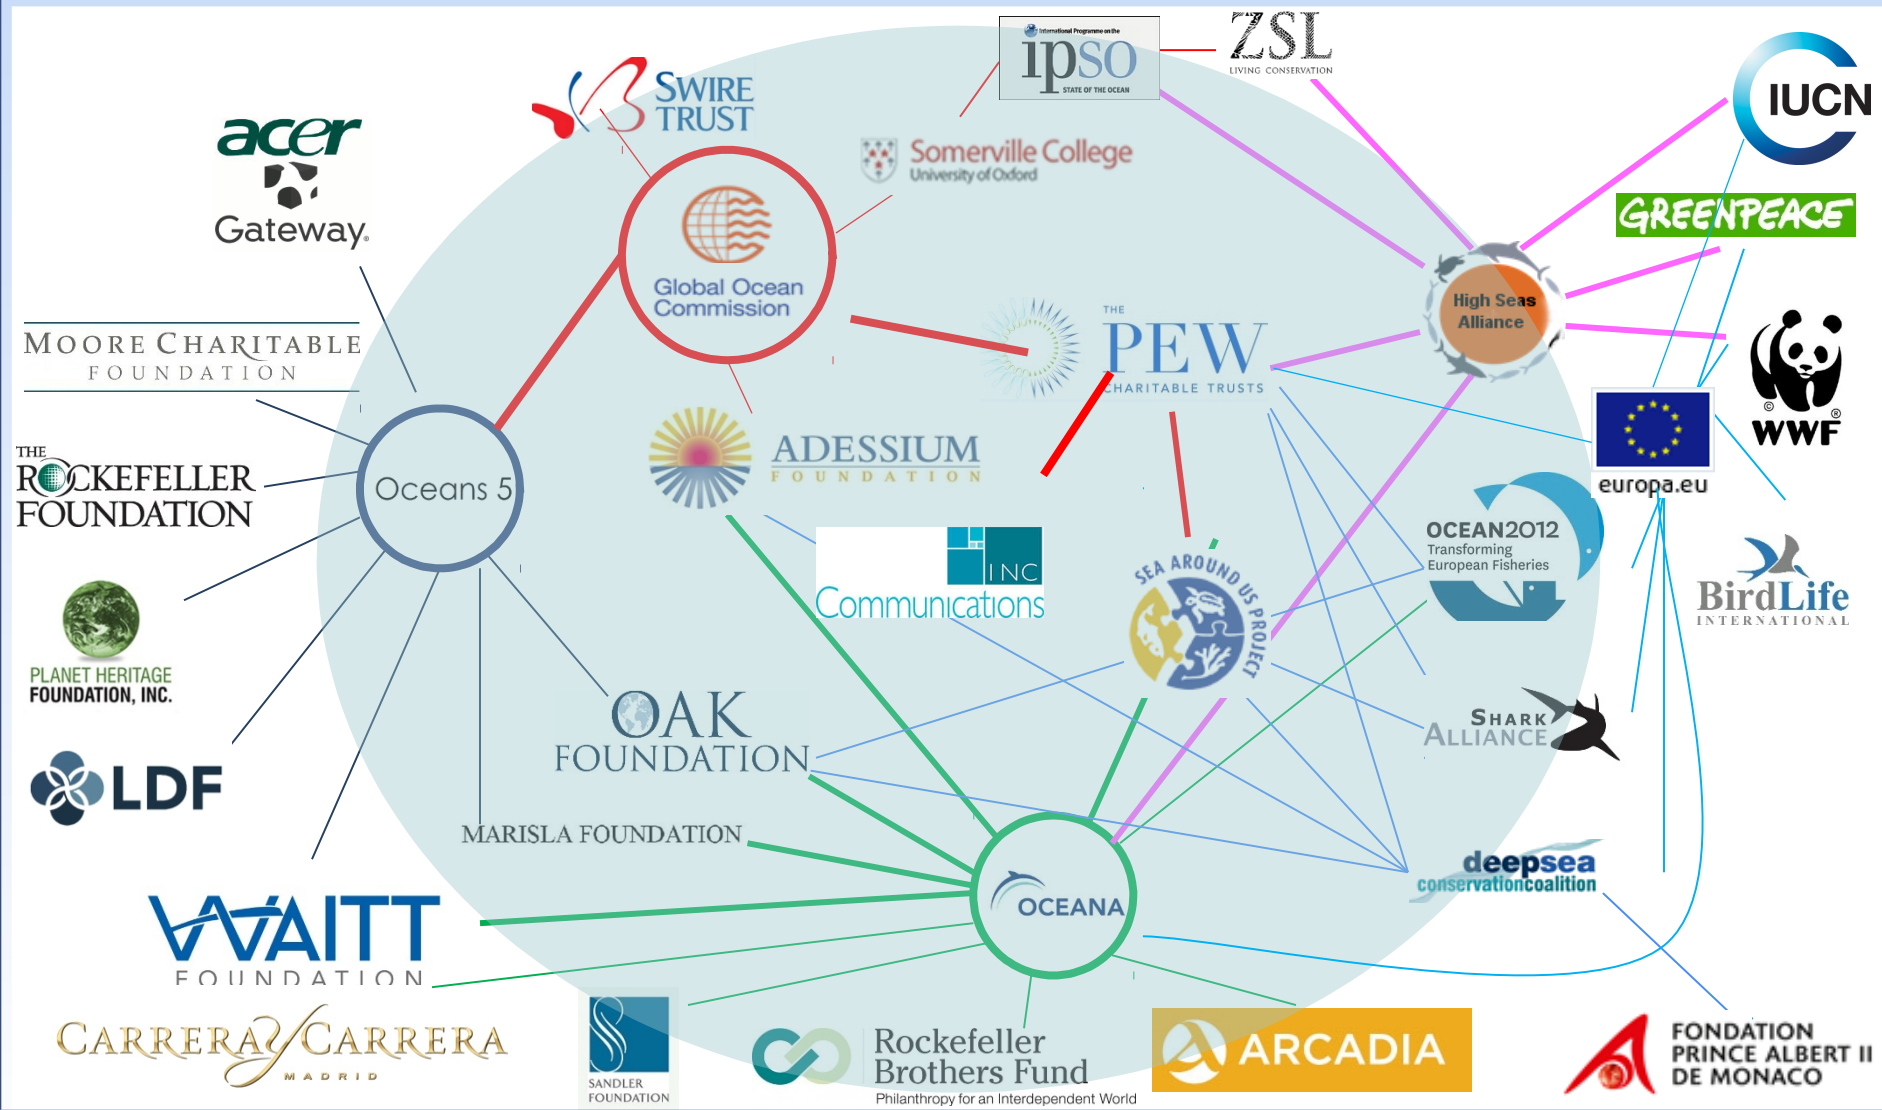 International Programme on the
ipso
STATE OF THE OCEAN
ZSL
LIVING CONSERVATION
IUCN
SWIRE
TRUST
acer
Gateway®
Somerville College
University of Oxford
GREENPEACE
Global Ocean
Commission
High Seas
Alliance
THE
PEW
CHARITABLE TRUSTS
MOORE CHARITABLE
FOUNDATION
© ®
WWF
THE
ROCKEFELLER
FOUNDATION
Oceans 5
ADESSIUM
FOUNDATION
europa.eu
OCEAN2012
Transforming
European Fisheries
INC
Communications
SEA AROUND US PROJECT
BirdLife
INTERNATIONAL
PLANET HERITAGE
FOUNDATION, INC.
OAK
FOUNDATION
SHARK
ALLIANCE
LDF
MARISLA FOUNDATION
deepsea
conservationcoalition
OCEANA
WAITT
FOUNDATION
CARRERA Y CARRERA
MADRID
SANDLER
FOUNDATION
Rockefeller
Brothers Fund
Philanthropy for an Interdependent World
ARCADIA
FONDATION
PRINCE ALBERT II
DE MONACO